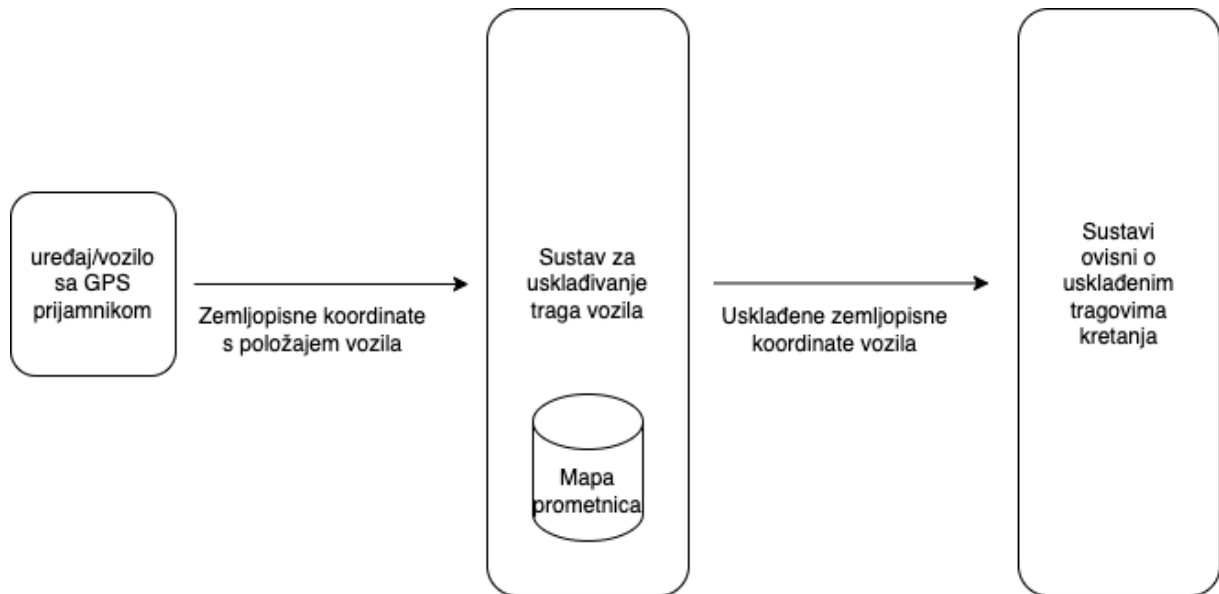 uređaj/vozilo
sa GPS
prijamnikom
Zemljopisne koordinate
s položajem vozila
Sustav za
usklađivanje
traga vozila
Mapa
prometnica
Usklađene zemljopisne
koordinate vozila
Sustavi
ovisni o
usklađenim
tragovima
kretanja